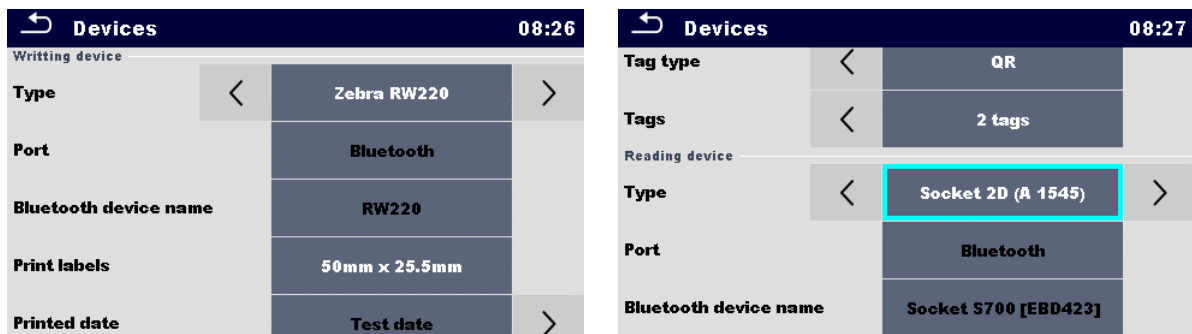 Devices 08:26
Writting device
Type Zebra RW220
Port Bluetooth
Bluetooth device name RW220
Print labels 50mm x 25.5mm
Printed date Test date
Devices 08:27
Tag type QR
Tags 2 tags
Reading device
Type Socket 2D (A 1545)
Port Bluetooth
Bluetooth device name Socket S700 [EBD423]